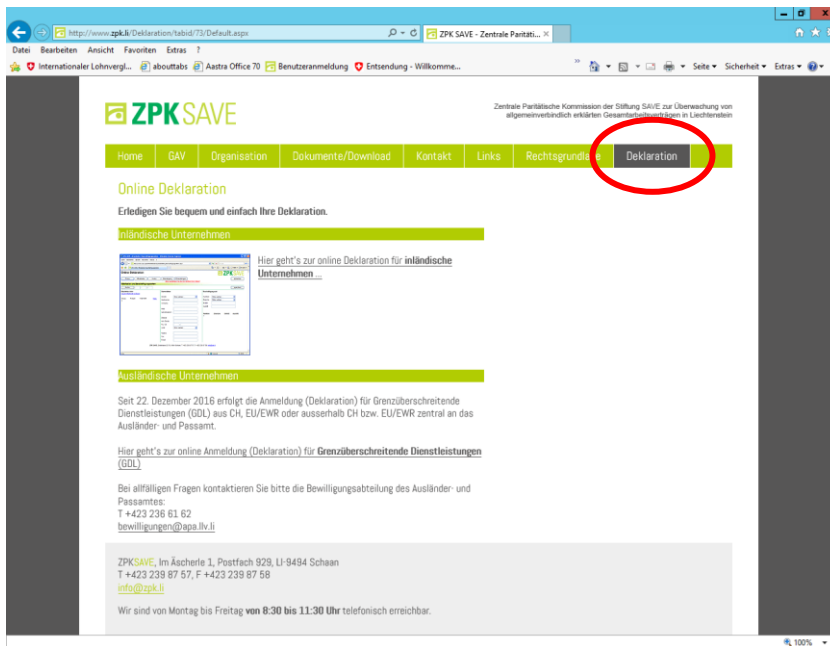 http://www.zpk.li/Deklaration/tabid/73/Default.aspx
ZPK SAVE - Zentrale Paritäti...
Datei Bearbeiten Ansicht Favoriten Extras ?
Internationaler Lohnvergl... abouttabs Aastra Office 70 Benutzeranmeldung Entsendung - Willkomme... Seite Sicherheit Extras
ZPK SAVE
Zentrale Paritätische Kommission der Stiftung SAVE zur Überwachung von
allgemeinverbindlich erklärten Gesamtarbeitsverträgen in Liechtenstein
Home GAV Organisation Dokumente/Download Kontakt Links Rechtsgrundlage Deklaration
Online Deklaration
Erledigen Sie bequem und einfach Ihre Deklaration.
Inländische Unternehmen
Hier geht's zur online Deklaration für inländische
Unternehmen ...
Ausländische Unternehmen
Seit 22. Dezember 2016 erfolgt die Anmeldung (Deklaration) für Grenzüberschreitende
Dienstleistungen (GDL) aus CH, EU/EWR oder ausserhalb CH bzw. EU/EWR zentral an das
Ausländer- und Passamt.
Hier geht's zur online Anmeldung (Deklaration) für Grenzüberschreitende Dienstleistungen
(GDL)
Bei allfälligen Fragen kontaktieren Sie bitte die Bewilligungsabteilung des Ausländer- und
Passamtes:
T +423 236 61 62
bewilligungen@apa.llv.li
ZPKSAVE, Im Äscherle 1, Postfach 929, LI-9494 Schaan
T +423 239 87 57, F +423 239 87 58
info@zpk.li
Wir sind von Montag bis Freitag von 8:30 bis 11:30 Uhr telefonisch erreichbar.
100%